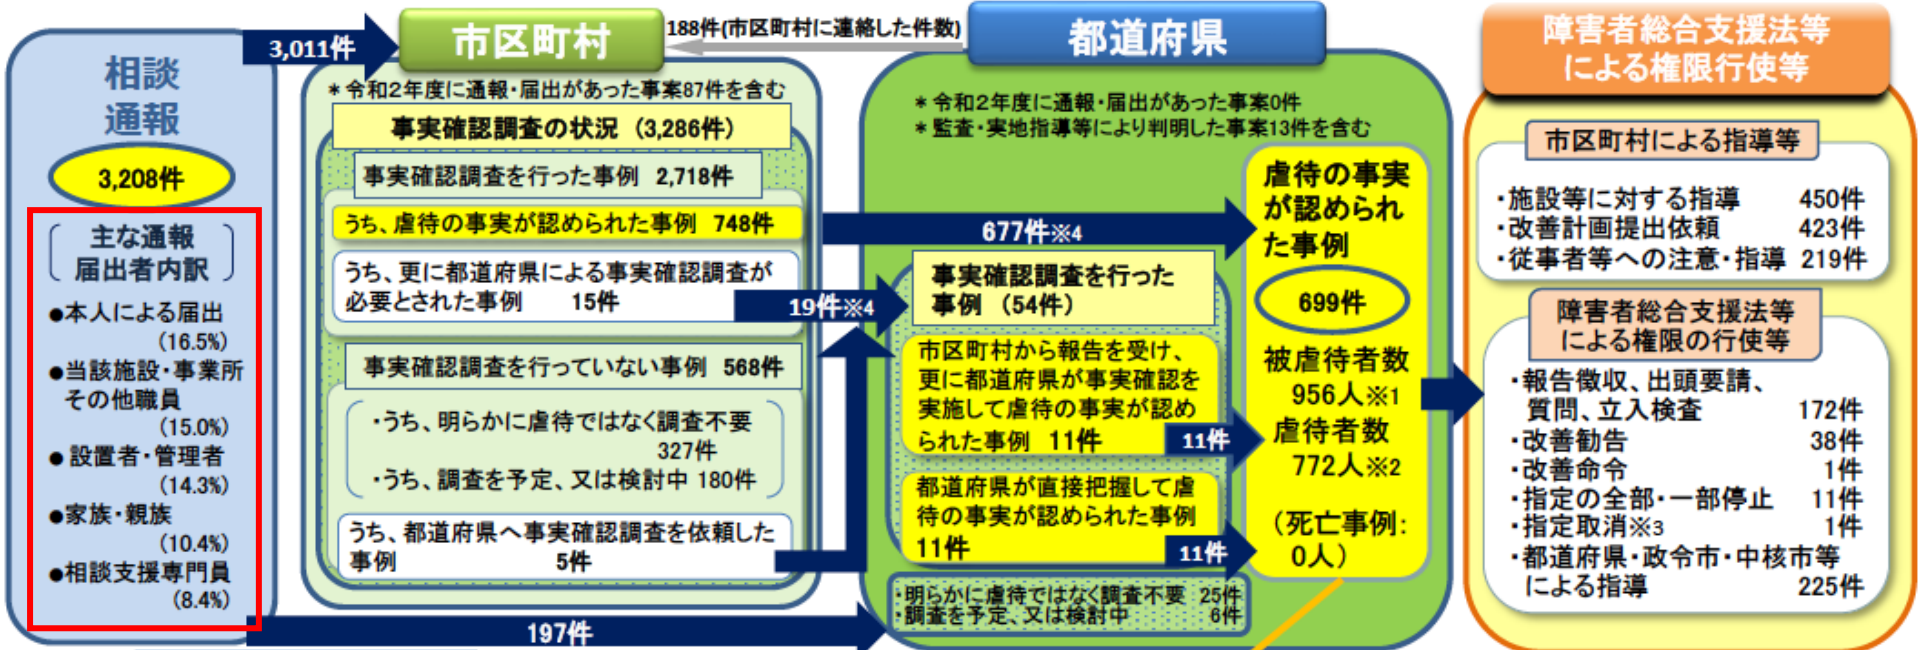 相談
通報
3,208件
主な通報
届出者内訳
●本人による届出
(16.5%)
●当該施設・事業所
その他職員
(15.0%)
●設置者・管理者
(14.3%)
●家族・親族
(10.4%)
●相談支援専門員
(8.4%)
3,011件
197件
市区町村
188件(市区町村に連絡した件数)
＊令和2年度に通報・届出があった事案87件を含む
事実確認調査の状況 (3,286件)
事実確認調査を行った事例 2,718件
うち、虐待の事実が認められた事例 748件
うち、更に都道府県による事実確認調査が
必要とされた事例 15件
事実確認調査を行っていない事例 568件
・うち、明らかに虐待ではなく調査不要
327件
・うち、調査を予定、又は検討中 180件
うち、都道府県へ事実確認調査を依頼した
事例 5件
677件※4
19件※4
都道府県
＊令和2年度に通報・届出があった事案0件
＊監査・実地指導等により判明した事案13件を含む
事実確認調査を行った
事例 (54件)
市区町村から報告を受け、
更に都道府県が事実確認を
実施して虐待の事実が認め
られた事例 11件
11件
都道府県が直接把握して虐
待の事実が認められた事例
11件
11件
・明らかに虐待ではなく調査不要 25件
・調査を予定、又は検討中 6件
虐待の事実
が認められ
た事例
699件
被虐待者数
956人※1
虐待者数
772人※2
(死亡事例:
0人)
障害者総合支援法等
による権限行使等
市区町村による指導等
・施設等に対する指導 450件
・改善計画提出依頼 423件
・従事者等への注意・指導 219件
障害者総合支援法等
による権限の行使等
・報告徴収、出頭要請、
質問、立入検査 172件
・改善勧告 38件
・改善命令 1件
・指定の全部・一部停止 11件
・指定取消※3 1件
・都道府県・政令市・中核市等
による指導 225件